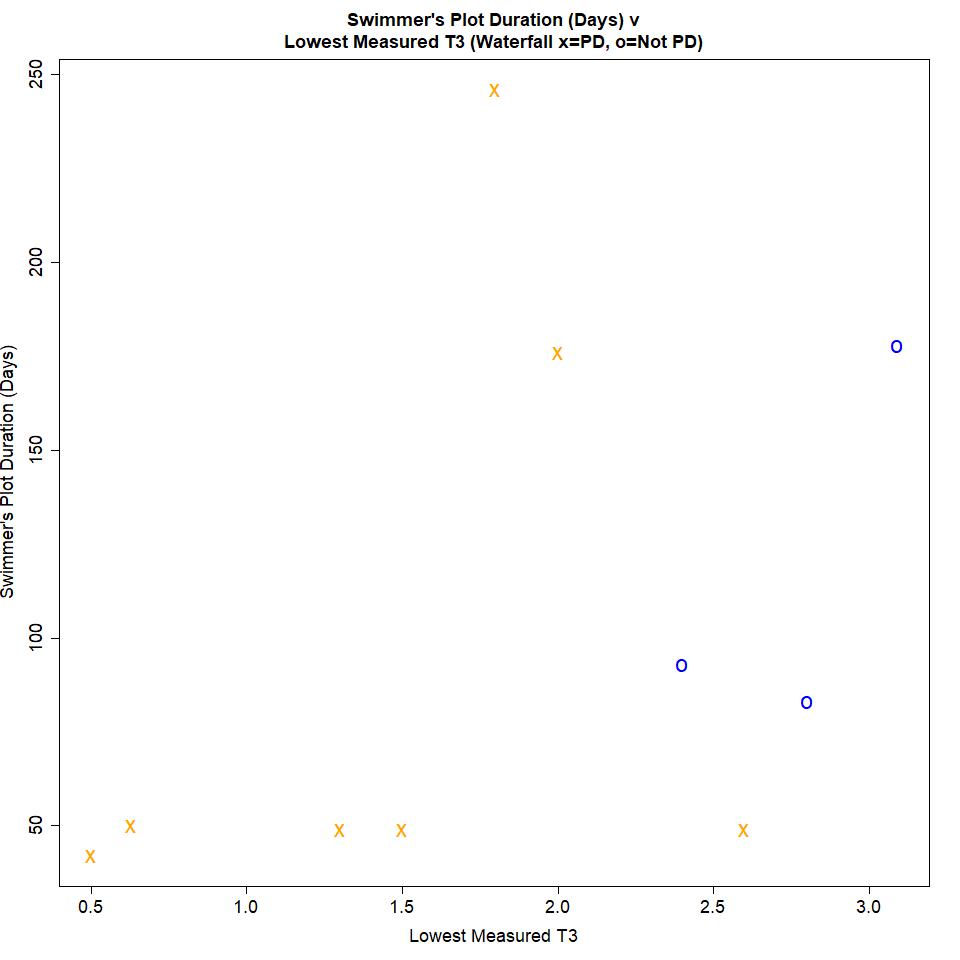 Swimmer's Plot Duration (Days) v
Lowest Measured T3 (Waterfall x=PD, o=Not PD)
Swimmer's Plot Duration (Days)
250
200
150
100
50
x
x
o
o
o
x
x
x
x
x
0.5 1.0 1.5 2.0 2.5 3.0
Lowest Measured T3